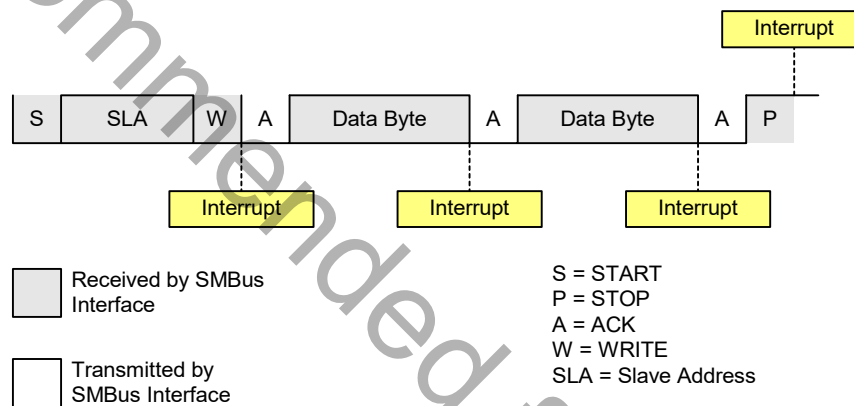 Interrupt
S SLA W A Data Byte A Data Byte A P
Interrupt Interrupt Interrupt
Received by SMBus
Interface
Transmitted by
SMBus Interface
S = START
P = STOP
A = ACK
W = WRITE
SLA = Slave Address
ommended f